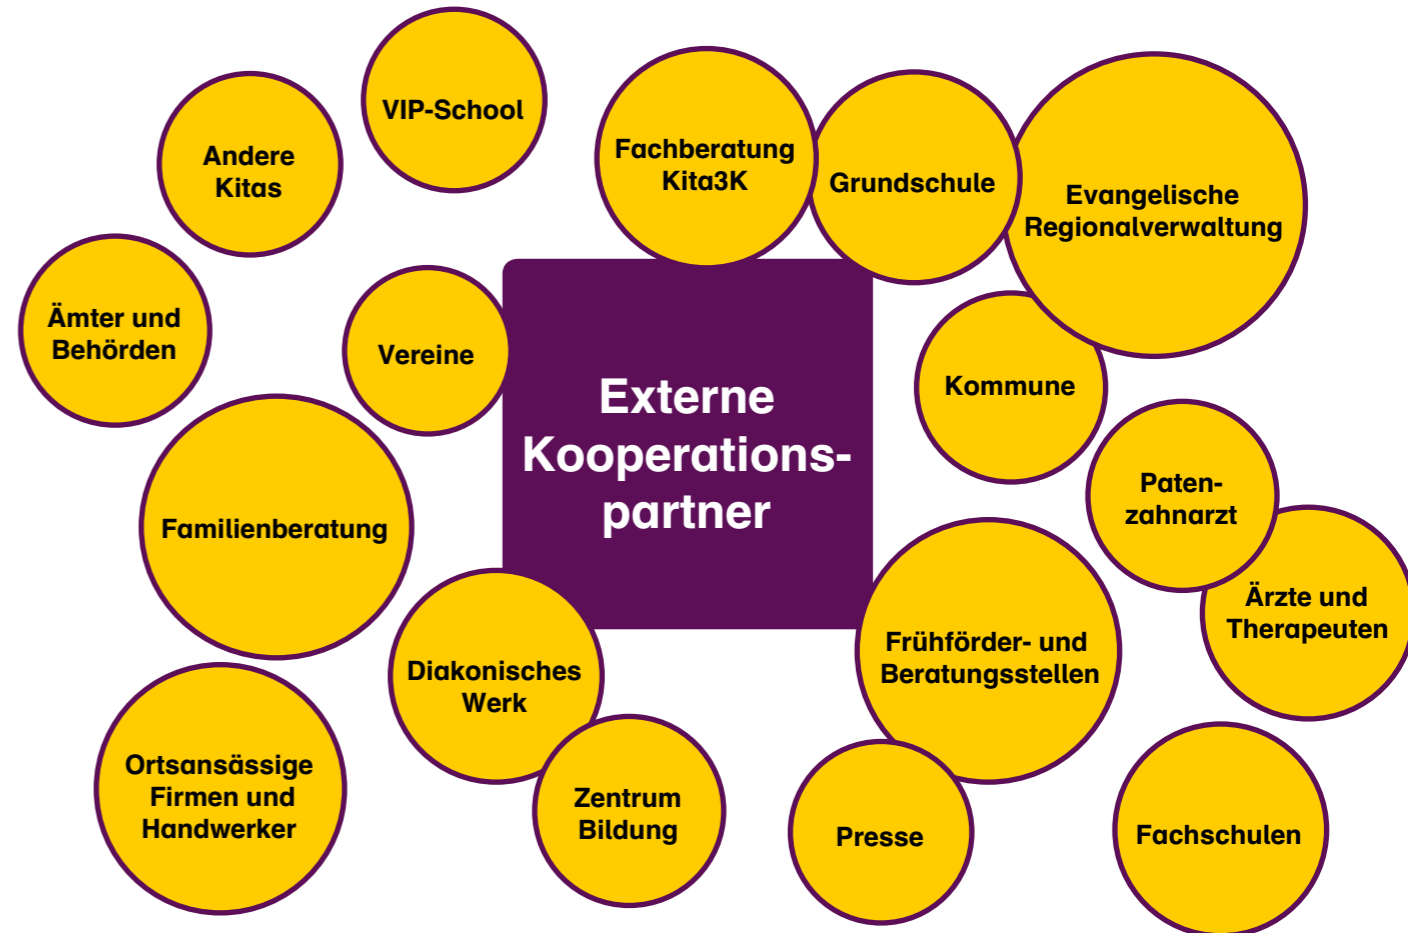 VIP-School
Andere
Kitas
Fachberatung
Kita3K
Grundschule
Evangelische
Regionalverwaltung
Ämter und
Behörden
Vereine
Externe
Kooperations-
partner
Kommune
Familienberatung
Paten-
zahnarzt
Ärzte und
Therapeuten
Diakonisches
Werk
Frühförder- und
Beratungsstellen
Ortsansässige
Firmen und
Handwerker
Zentrum
Bildung
Presse
Fachschulen